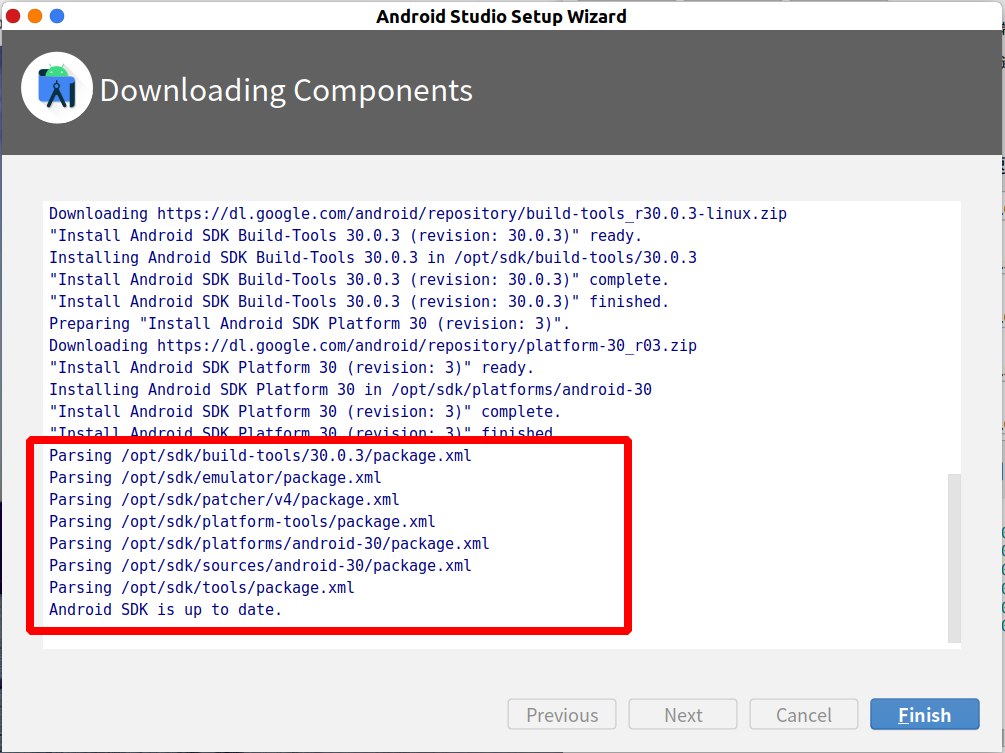 Android Studio Setup Wizard
Downloading Components
Downloading https://dl.google.com/android/repository/build-tools_r30.0.3-linux.zip
"Install Android SDK Build-Tools 30.0.3 (revision: 30.0.3)" ready.
Installing Android SDK Build-Tools 30.0.3 in /opt/sdk/build-tools/30.0.3
"Install Android SDK Build-Tools 30.0.3 (revision: 30.0.3)" complete.
"Install Android SDK Build-Tools 30.0.3 (revision: 30.0.3)" finished.
Preparing "Install Android SDK Platform 30 (revision: 3)".
Downloading https://dl.google.com/android/repository/platform-30_r03.zip
"Install Android SDK Platform 30 (revision: 3)" ready.
Installing Android SDK Platform 30 in /opt/sdk/platforms/android-30
"Install Android SDK Platform 30 (revision: 3)" complete.
"Install Android SDK Platform 30 (revision: 3)" finished
Parsing /opt/sdk/build-tools/30.0.3/package.xml
Parsing /opt/sdk/emulator/package.xml
Parsing /opt/sdk/patcher/v4/package.xml
Parsing /opt/sdk/platform-tools/package.xml
Parsing /opt/sdk/platforms/android-30/package.xml
Parsing /opt/sdk/sources/android-30/package.xml
Parsing /opt/sdk/tools/package.xml
Android SDK is up to date.
Previous
Next
Cancel
Finish